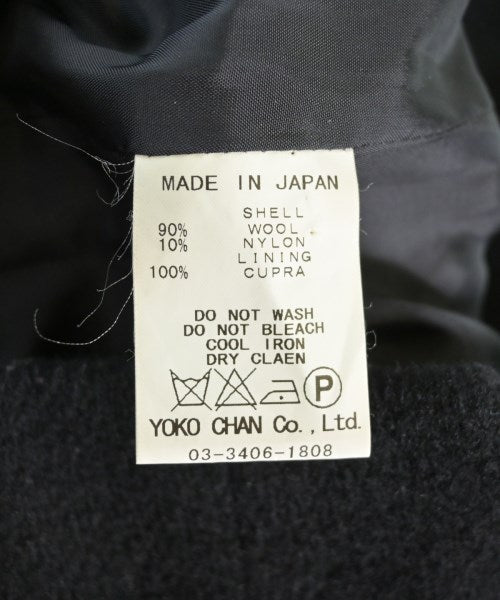 MADE IN JAPAN
SHELL
90% WOOL
10% NYLON
LINING
100% CUPRA
DO NOT WASH
DO NOT BLEACH
COOL IRON
DRY CLAEN
P
YOKO CHAN Co.,Ltd.
03-3406-1808